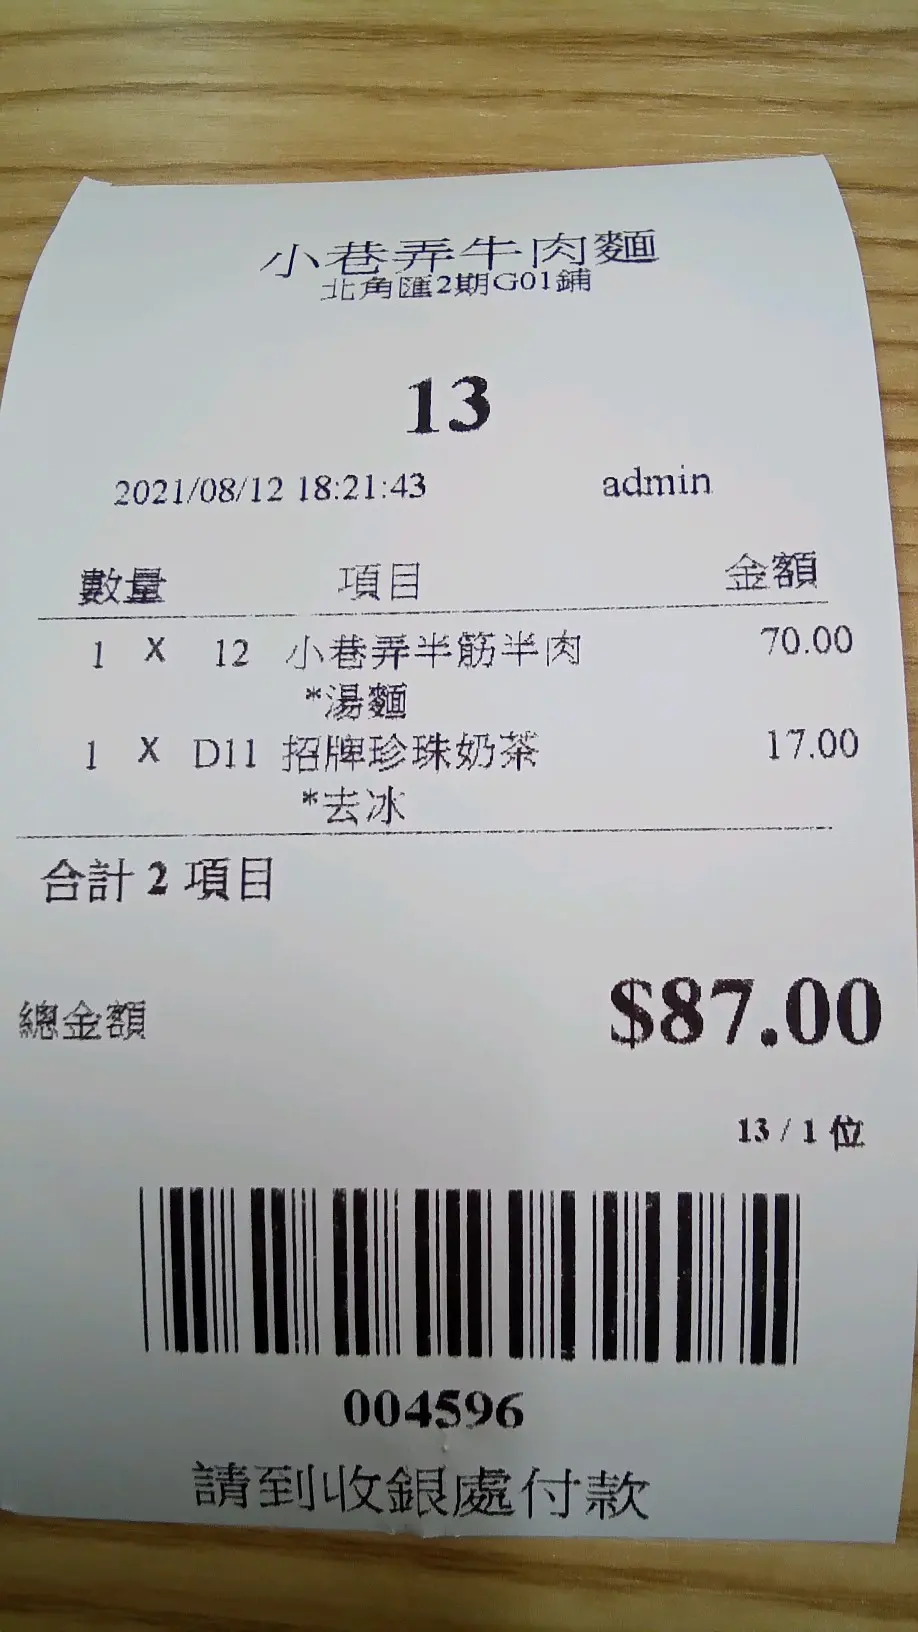 小巷弄牛肉麵
北角匯2期G01鋪
13
2021/08/12 18:21:43 admin
數量 項目 金額
1 X 12 小巷弄半筋半肉 70.00
*湯麵
1 X D11 招牌珍珠奶茶 17.00
*去冰
合計 2 項目
總金額 $87.00
13 / 1 位
004596
請到收銀處付款